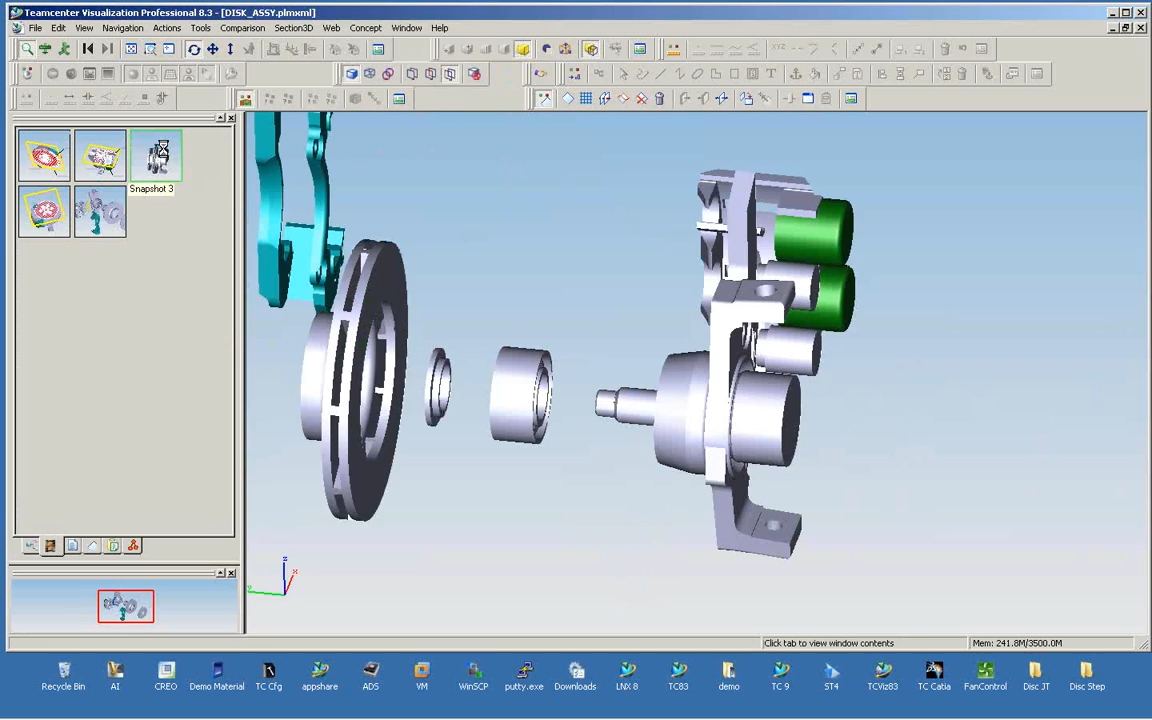 Teamcenter Visualization Professional 8.3 - [DISK_ASSY.plmxml]
File Edit View Navigation Actions Tools Comparison Section3D Web Concept Window Help
Snapshot 3
z
x
y
Click tab to view window contents
Mem: 241.8M/3500.0M
Recycle Bin AI CREO Demo Material TC Cfg appshare ADS VM WinSCP putty.exe Downloads LNX 8 TC83 demo TC 9 ST4 TCViz83 TC Catia FanControl Disc JT Disc Step